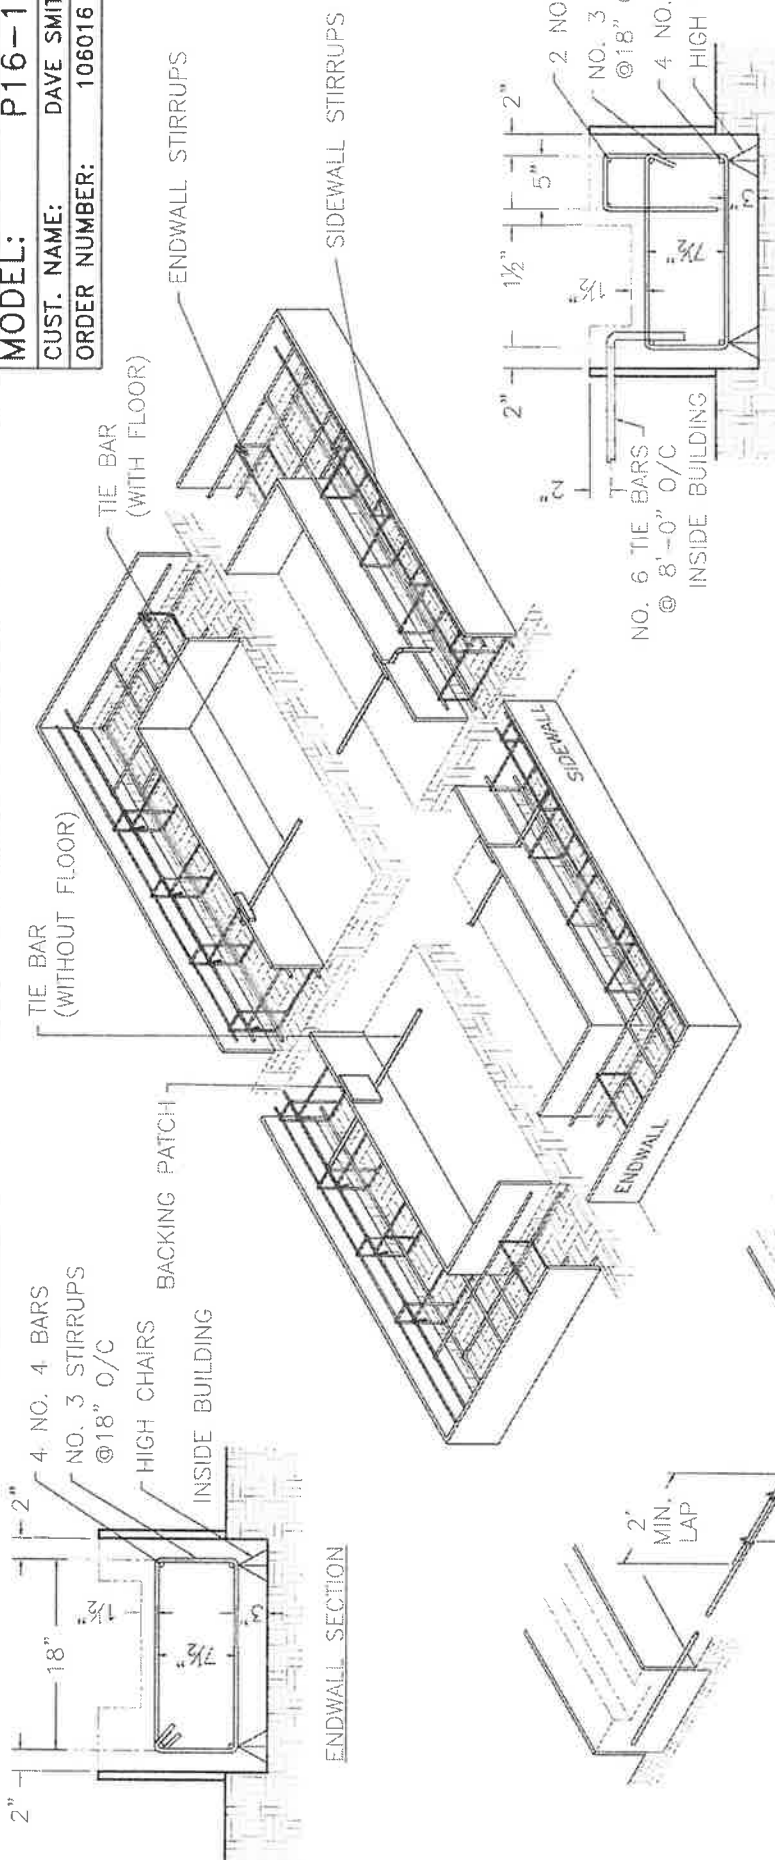 MODEL: P16-1
CUST. NAME: DAVE SMIT
ORDER NUMBER: 106016
TIE BAR
(WITHOUT FLOOR)
TIE BAR
(WITH FLOOR)
ENDWALL STIRRUPS
SIDEWALL STIRRUPS
BACKING PATCH
2"
18"
2"
1½"
7½"
3"
4 NO. 4 BARS
NO. 3 STIRRUPS
@18" O/C
HIGH CHAIRS
INSIDE BUILDING
ENDWALL SECTION
ENDWALL
SIDEWALL
2'
MIN.
LAP
2"
1½"
5"
2"
2"
1½"
7½"
3"
2 NO
NO. 3
@18"
4 NO.
HIGH
NO. 6 TIE BARS
@ 8'-0" O/C
INSIDE BUILDING